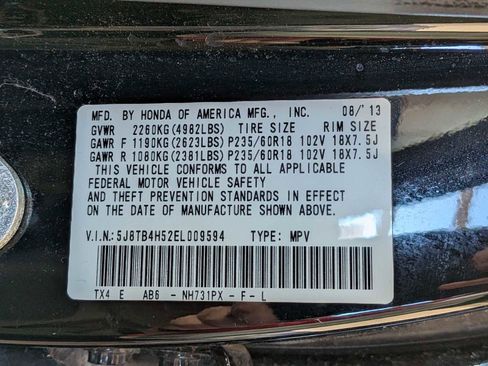 MFD. BY HONDA OF AMERICA MFG., INC. 08/'13
GVWR 2260KG(4982LBS) TIRE SIZE RIM SIZE
GAWR F 1190KG(2623LBS) P235/60R18 102V 18X7.5J
GAWR R 1080KG(2381LBS) P235/60R18 102V 18X7.5J
THIS VEHICLE CONFORMS TO ALL APPLICABLE
FEDERAL MOTOR VEHICLE SAFETY
AND THEFT PREVENTION STANDARDS IN EFFECT
ON THE DATE OF MANUFACTURE SHOWN ABOVE.
V.I.N:5J8TB4H52EL009594 TYPE: MPV
TX4 E AB6 - NH731PX - F - L